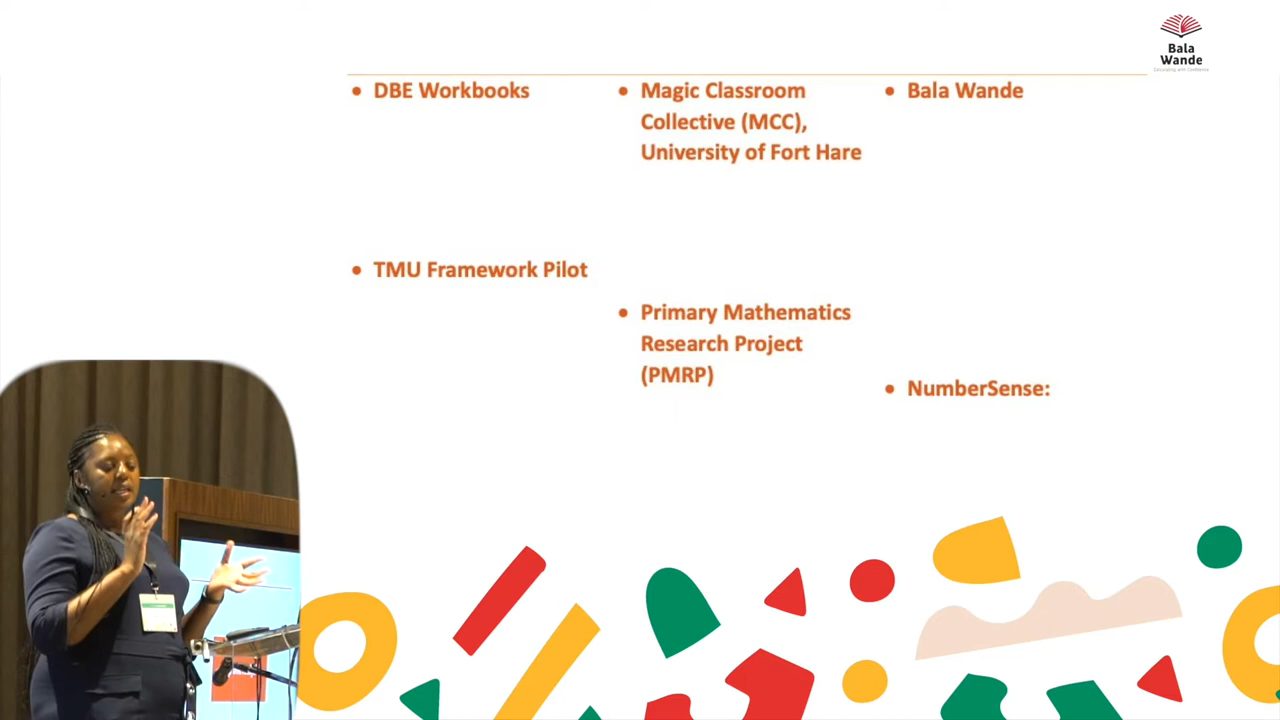 Bala
Wande
• DBE Workbooks
• TMU Framework Pilot
• Magic Classroom
Collective (MCC),
University of Fort Hare
• Primary Mathematics
Research Project
(PMRP)
• Bala Wande
• NumberSense: